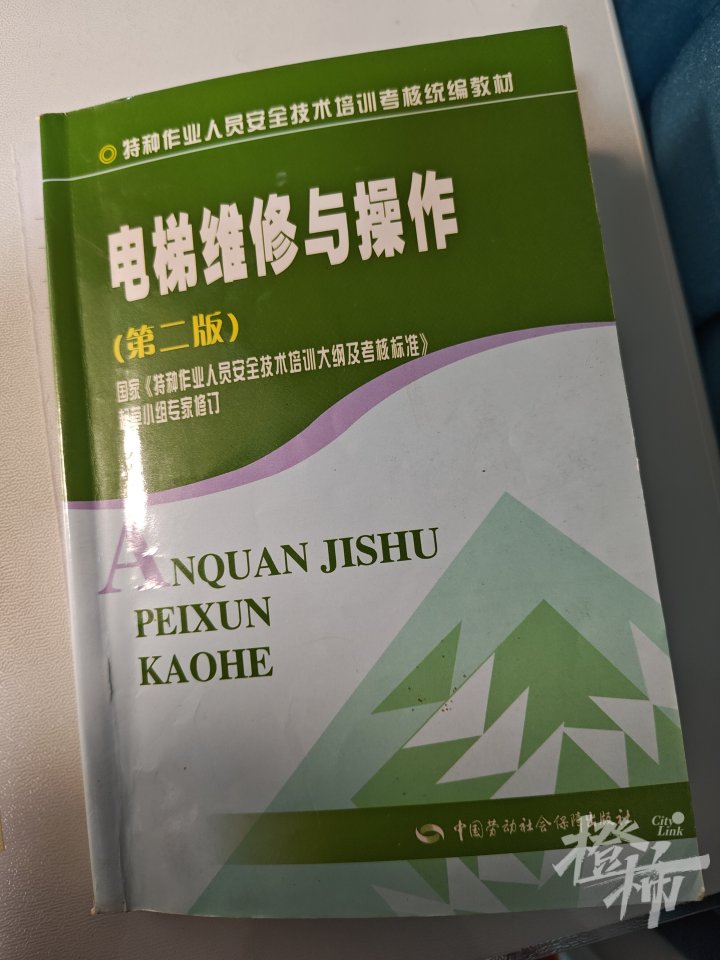 特种作业人员安全技术培训考核统编教材
电梯维修与操作
(第二版)
国家《特种作业人员安全技术培训大纲及考核标准》
起草小组专家修订
ANQUAN JISHU
PEIXUN
KAOHE
中国劳动社会保障出版社
City
Link
橙柿